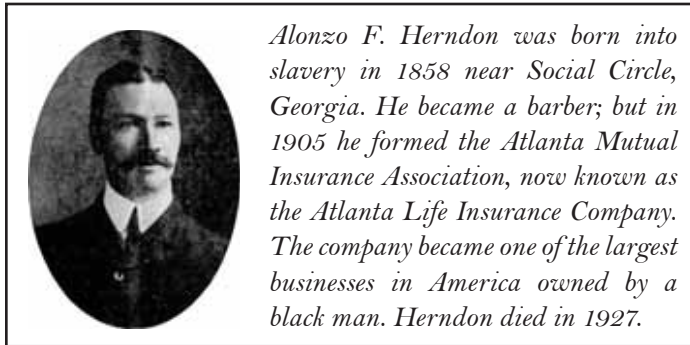 Alonzo F. Herndon was born into
slavery in 1858 near Social Circle,
Georgia. He became a barber; but in
1905 he formed the Atlanta Mutual
Insurance Association, now known as
the Atlanta Life Insurance Company.
The company became one of the largest
businesses in America owned by a
black man. Herndon died in 1927.